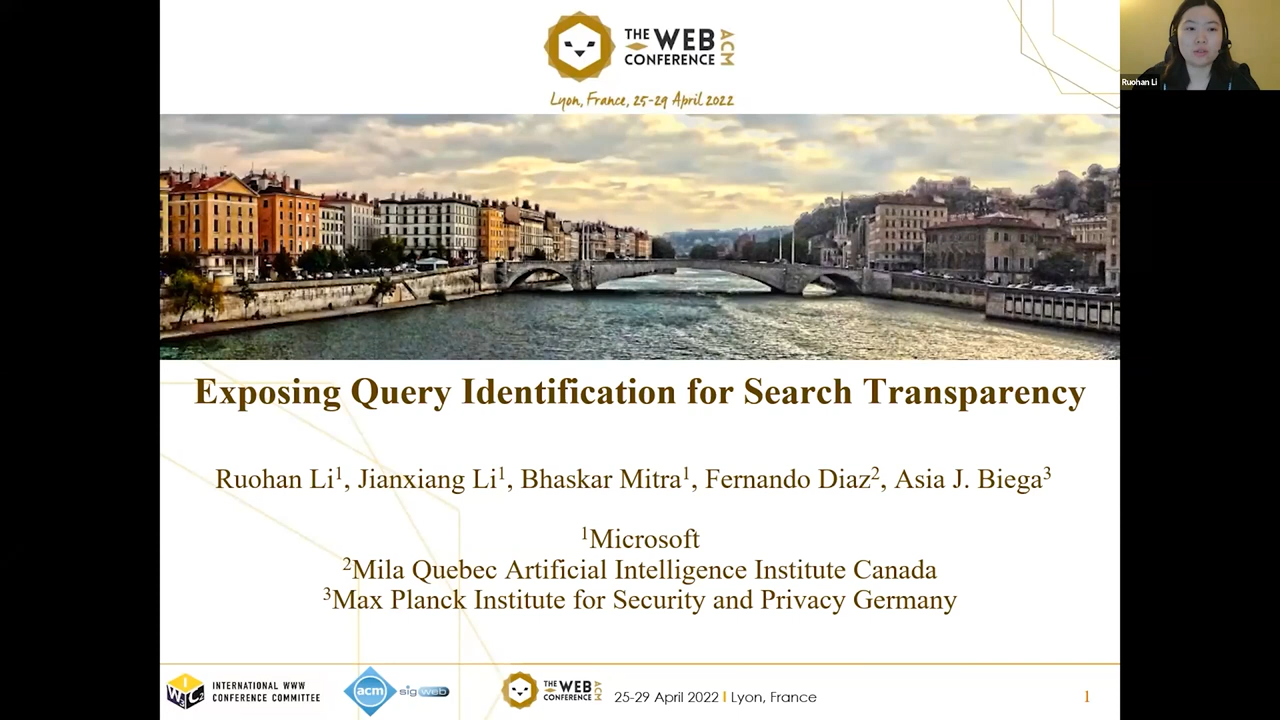 THE WEB CONFERENCE ACM
Lyon, France, 25-29 April 2022
Ruohan Li
Exposing Query Identification for Search Transparency
Ruohan Li1, Jianxiang Li1, Bhaskar Mitra1, Fernando Diaz2, Asia J. Biega3
1Microsoft
2Mila Quebec Artificial Intelligence Institute Canada
3Max Planck Institute for Security and Privacy Germany
IW3C2 INTERNATIONAL WWW
CONFERENCE COMMITTEE
acm sigweb
THE WEB CONFERENCE ACM
25-29 April 2022 I Lyon, France
1